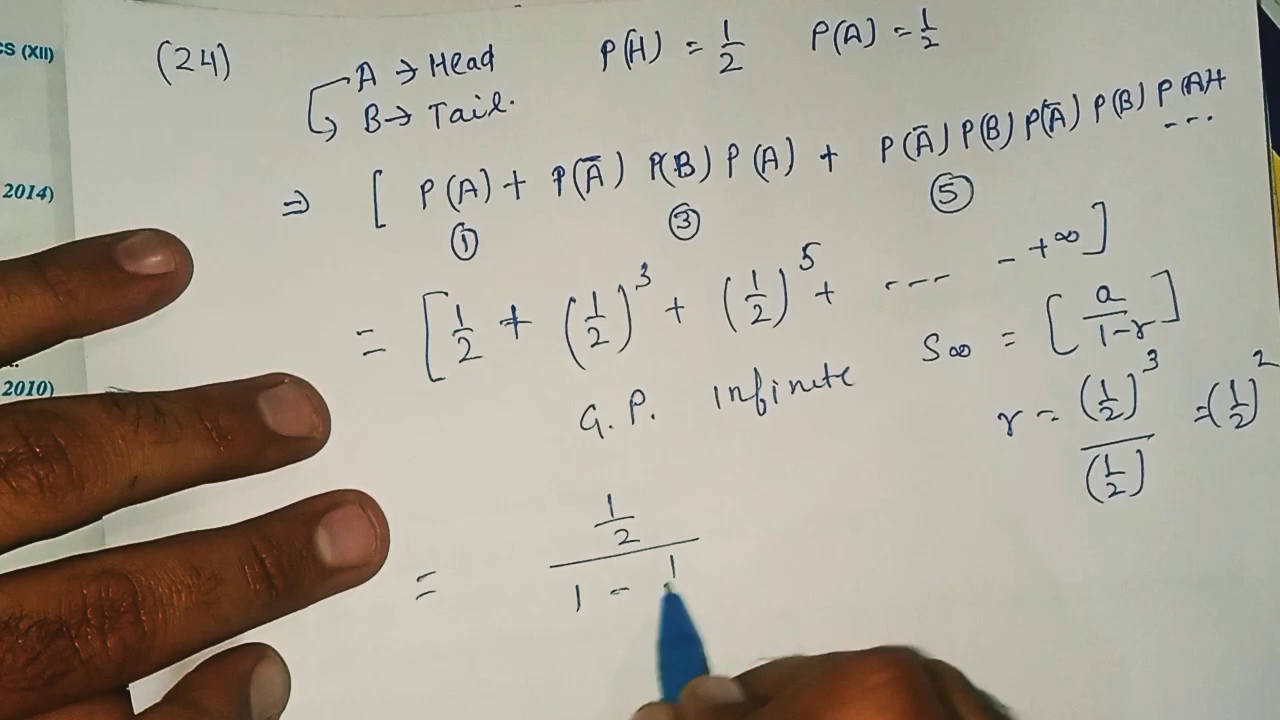 CS (XII)
2014)
2010)
(24) A → Head P(H) = 1/2 P(A) = 1/2
B → Tail.
⇒ [ P(A) + P(Ā) P(B) P(A) + P(Ā) P(B) P(Ā) P(B) P(A)+ ---
① ③ ⑤
= [ 1/2 + (1/2)³ + (1/2)⁵ + ---- - +∞ ]
G.P. infinite S∞ = [ a/1-r ]
r = (1/2)³/(1/2) = (1/2)²
= 1/2
1 - 1